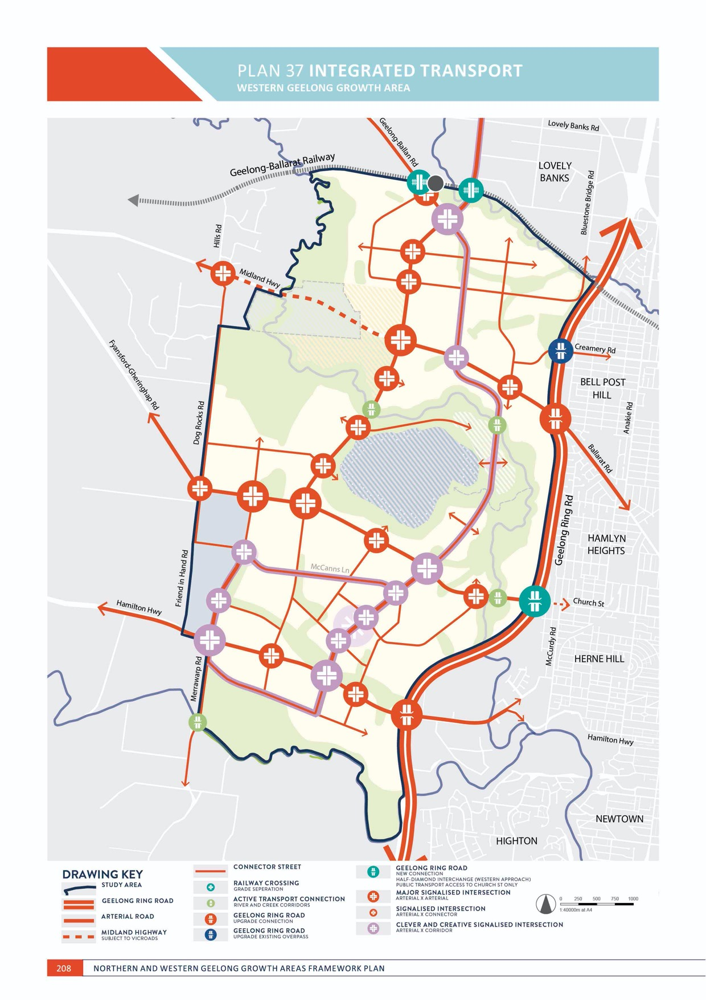 PLAN 37 INTEGRATED TRANSPORT
WESTERN GEELONG GROWTH AREA
Lovely Banks Rd
Geelong-Ballan Rd
Geelong-Ballarat Railway
LOVELY
BANKS
Bluestone Bridge Rd
Hills Rd
Midland Hwy
Fyansford-Gheringhap Rd
Creamery Rd
BELL POST
HILL
Dog Rocks Rd
Anakie Rd
Ballarat Rd
Geelong Ring Rd
HAMLYN
HEIGHTS
McCanns Ln
Friend in Hand Rd
Hamilton Hwy
Church St
McCurdy Rd
HERNE HILL
Merrawarp Rd
Hamilton Hwy
NEWTOWN
HIGHTON
DRAWING KEY
STUDY AREA
GEELONG RING ROAD
ARTERIAL ROAD
MIDLAND HIGHWAY
SUBJECT TO VICROADS
CONNECTOR STREET
RAILWAY CROSSING
GRADE SEPERATION
ACTIVE TRANSPORT CONNECTION
RIVER AND CREEK CORRIDORS
GEELONG RING ROAD
UPGRADE CONNECTION
GEELONG RING ROAD
UPGRADE EXISTING OVERPASS
GEELONG RING ROAD
NEW CONNECTION
HALF-DIAMOND INTERCHANGE (WESTERN APPROACH)
PUBLIC TRANSPORT ACCESS TO CHURCH ST ONLY
MAJOR SIGNALISED INTERSECTION
ARTERIAL X ARTERIAL
SIGNALISED INTERSECTION
ARTERIAL X CONNECTOR
CLEVER AND CREATIVE SIGNALISED INTERSECTION
ARTERIAL X CORRIDOR
0 250 500 750 1000
1:40000m at A4
208 NORTHERN AND WESTERN GEELONG GROWTH AREAS FRAMEWORK PLAN